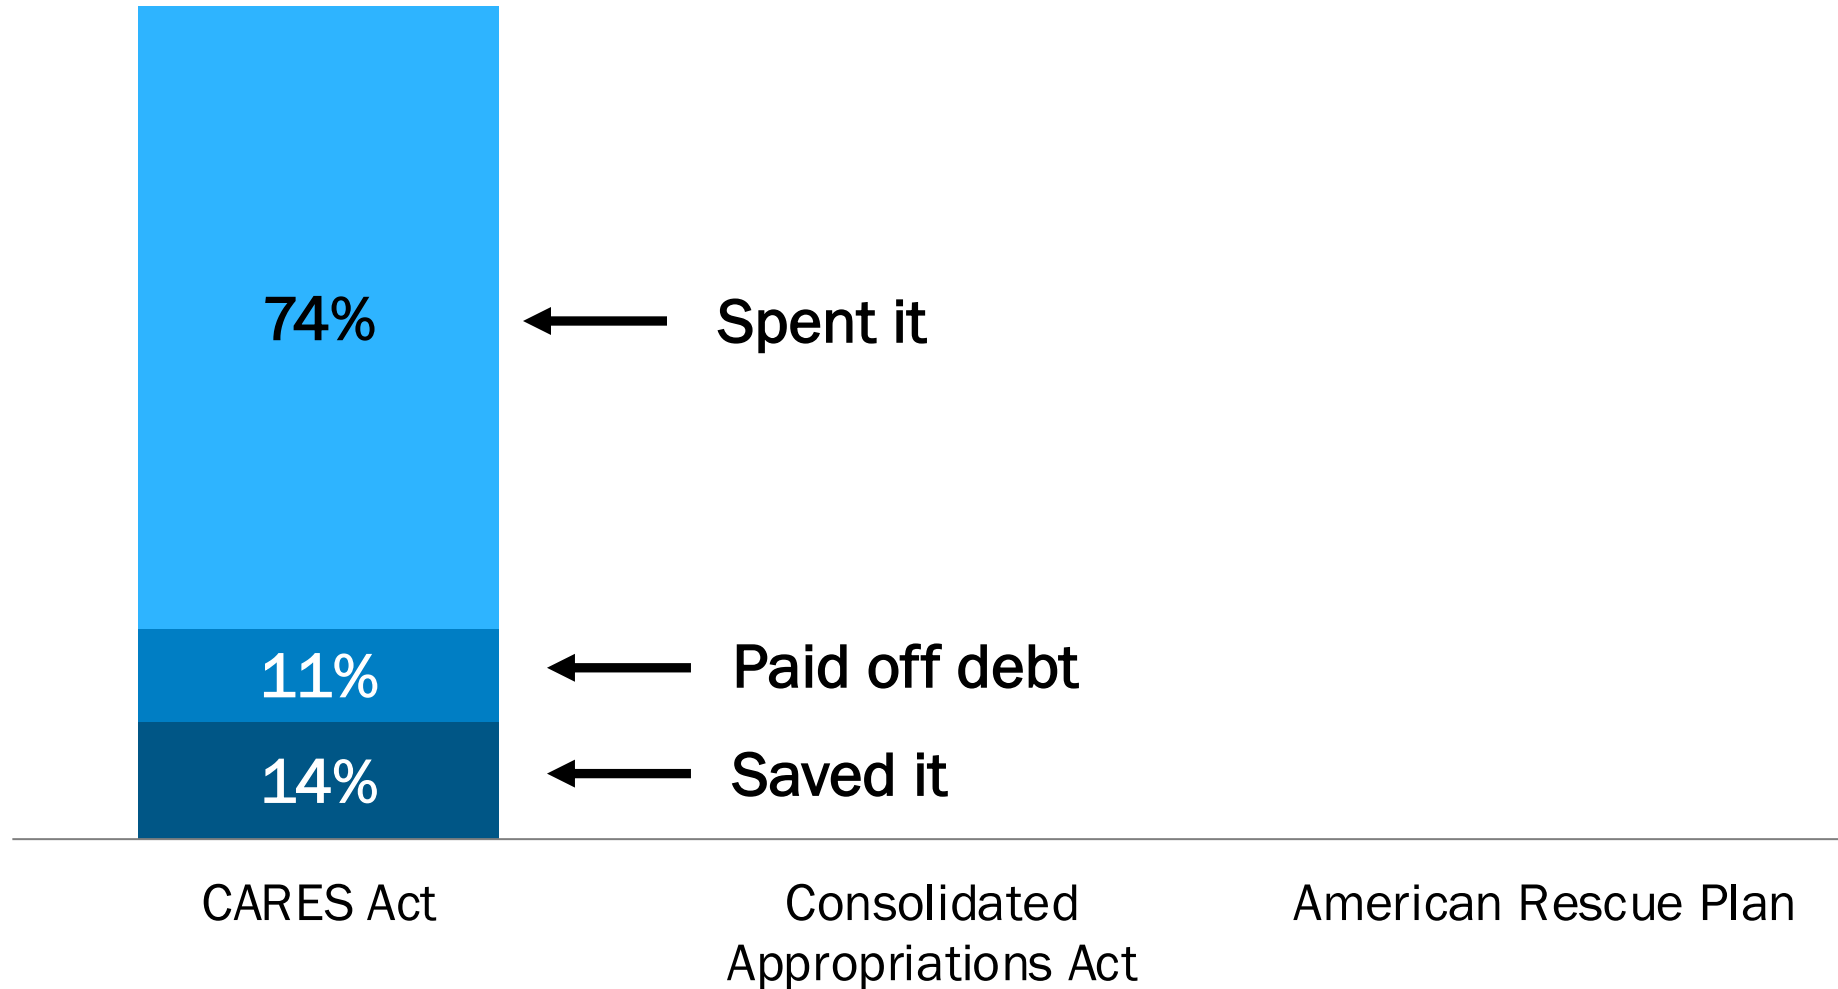 74%
Spent it
11%
Paid off debt
14%
Saved it
CARES Act
Consolidated
Appropriations Act
American Rescue Plan